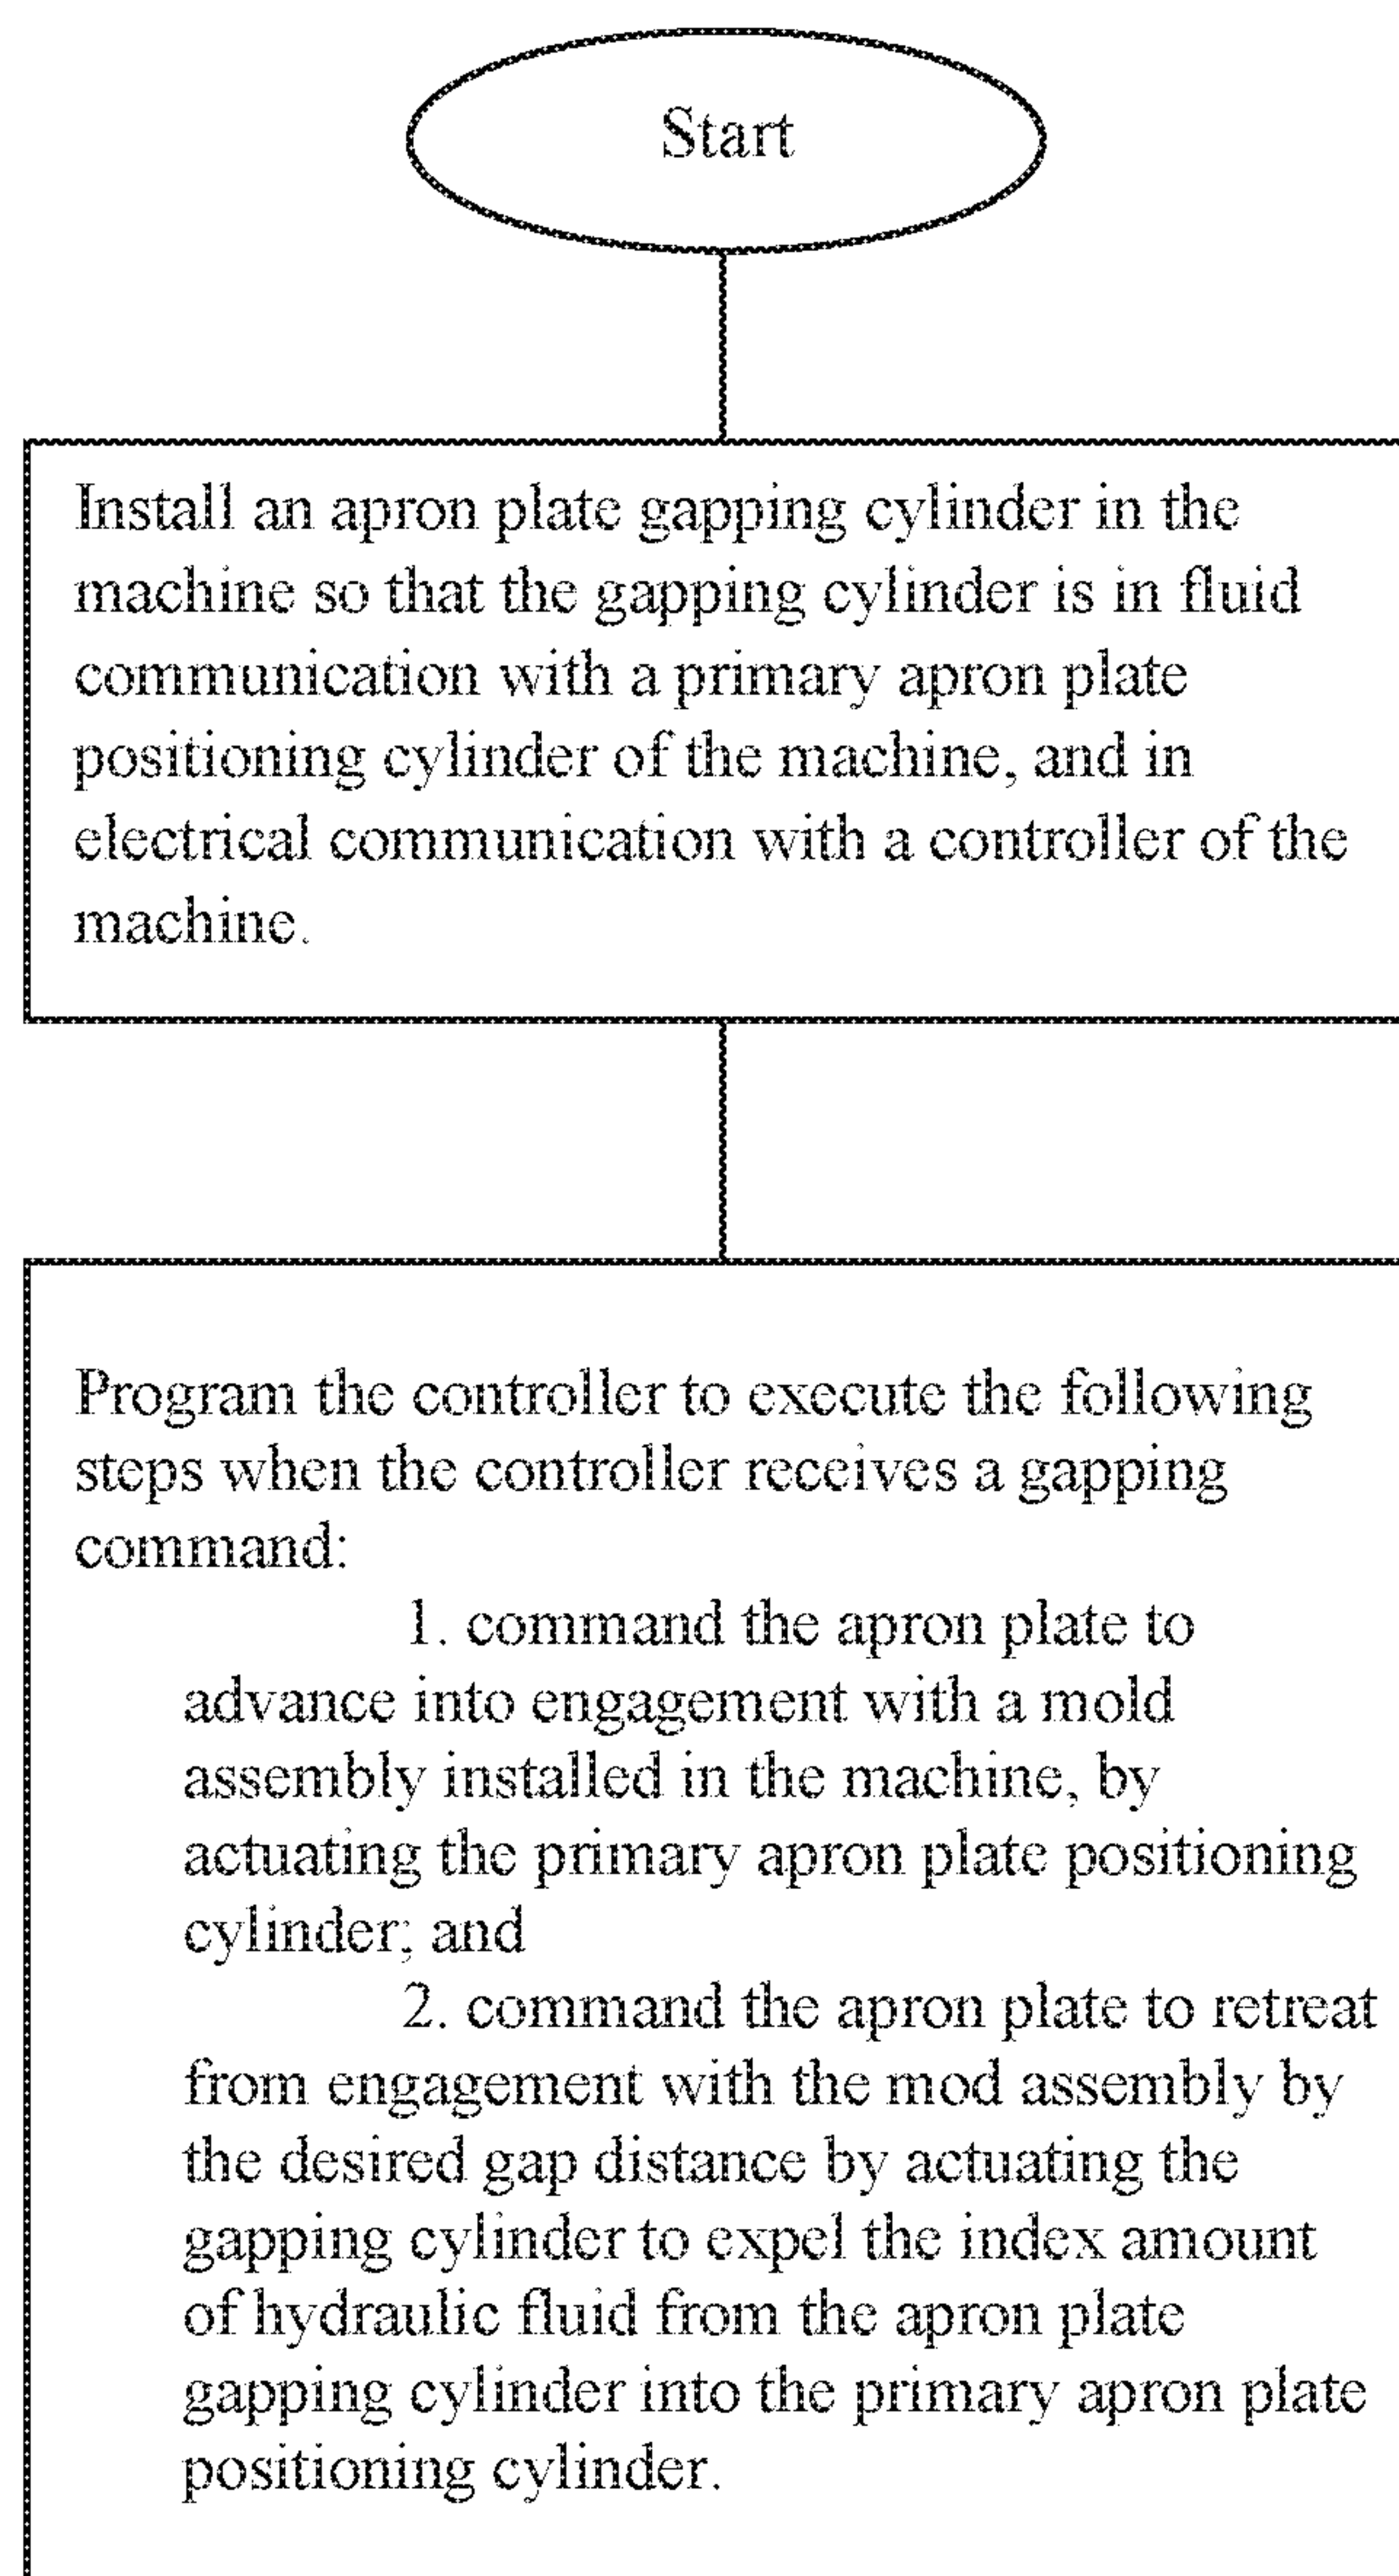 Start
Install an apron plate gapping cylinder in the
machine so that the gapping cylinder is in fluid
communication with a primary apron plate
positioning cylinder of the machine, and in
electrical communication with a controller of the
machine.
Program the controller to execute the following
steps when the controller receives a gapping
command:
1. command the apron plate to
advance into engagement with a mold
assembly installed in the machine, by
actuating the primary apron plate positioning
cylinder; and
2. command the apron plate to retreat
from engagement with the mod assembly by
the desired gap distance by actuating the
gapping cylinder to expel the index amount
of hydraulic fluid from the apron plate
gapping cylinder into the primary apron plate
positioning cylinder.